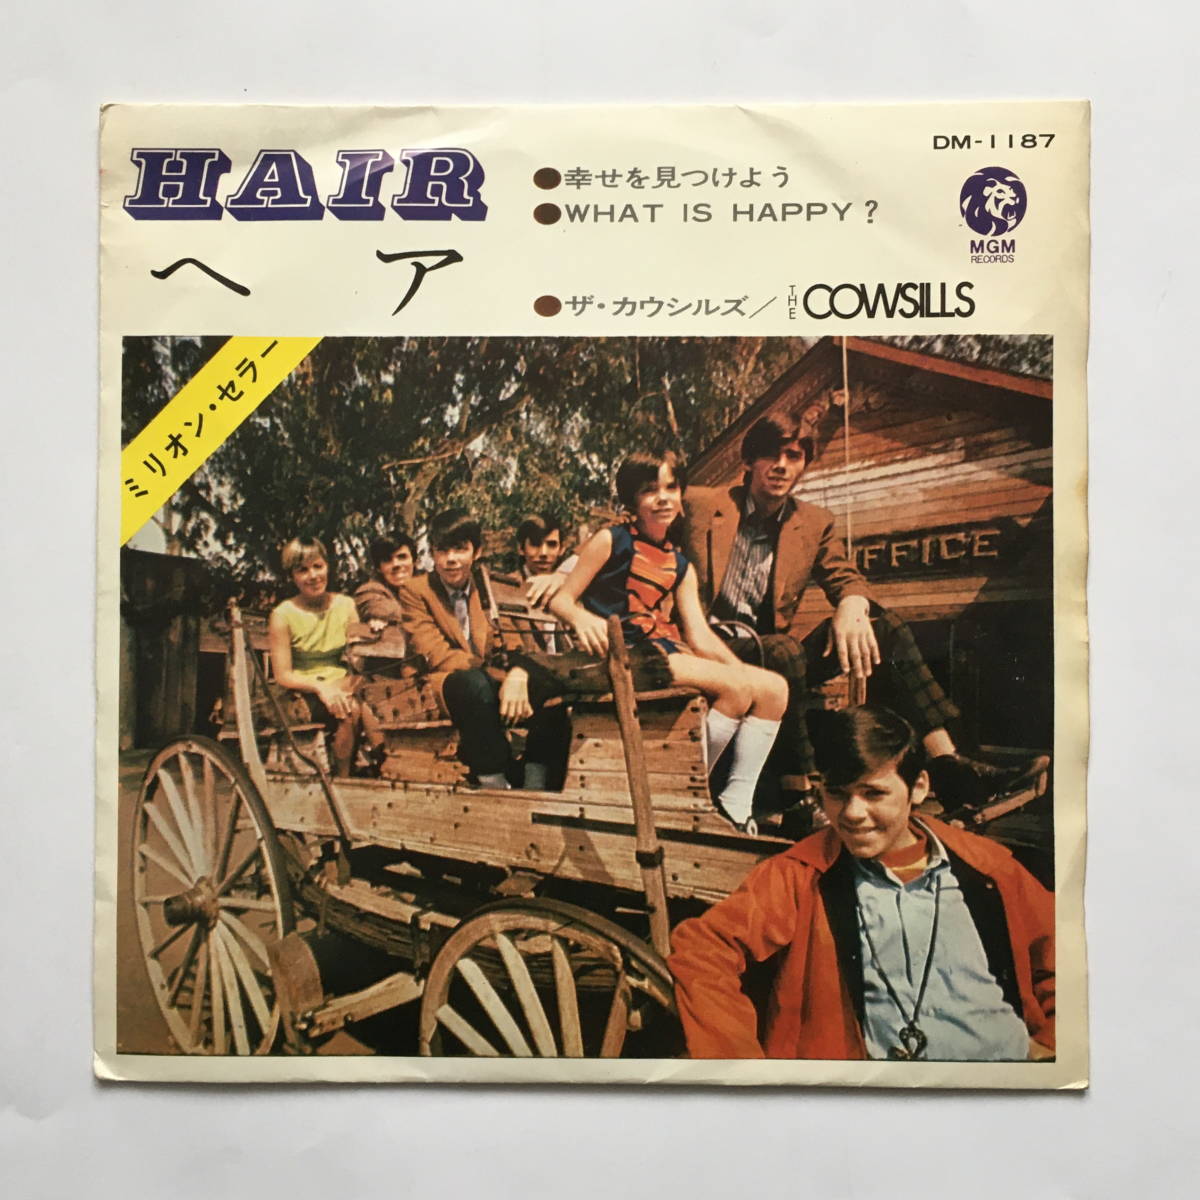 DM-1187
HAIR
ヘア
●幸せを見つけよう
●WHAT IS HAPPY?
MGM
RECORDS
●ザ・カウシルズ/THE COWSILLS
ミリオン・セラー
OFFICE